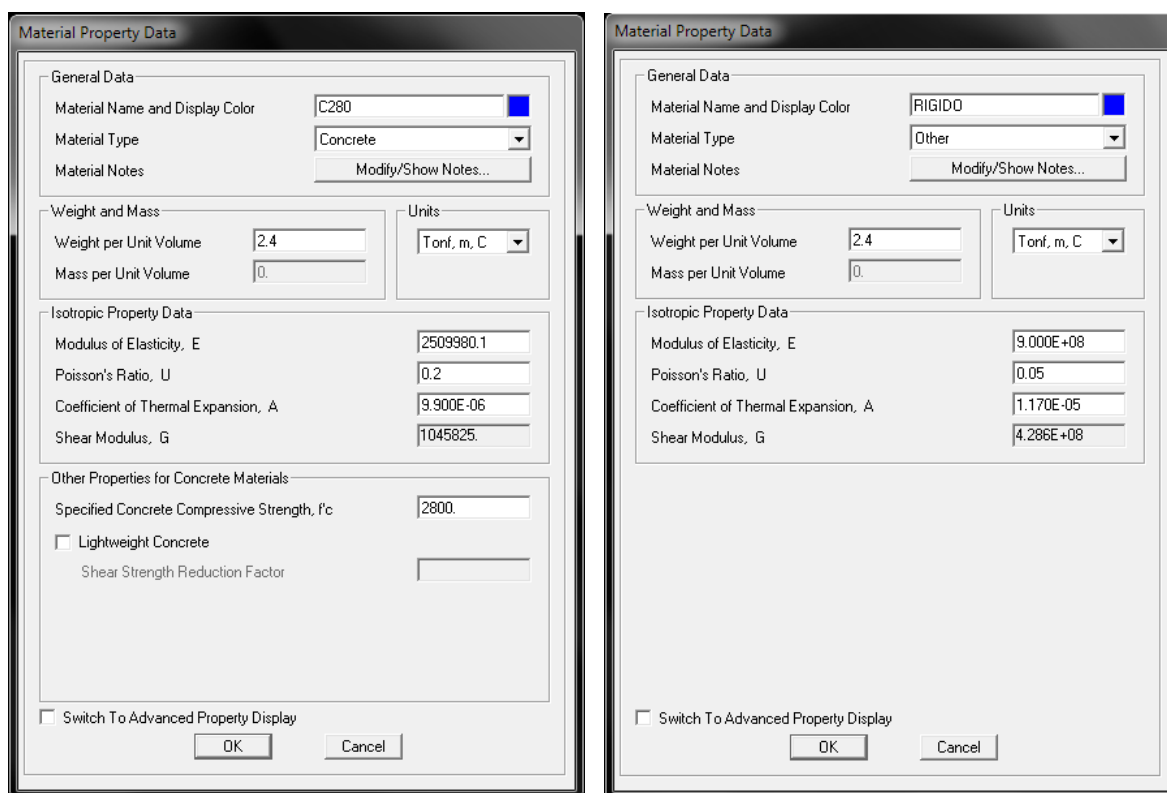 Material Property Data
General Data
Material Name and Display Color C280
Material Type Concrete
Material Notes Modify/Show Notes...
Weight and Mass
Weight per Unit Volume 2.4
Mass per Unit Volume 0.
Units
Tonf, m, C
Isotropic Property Data
Modulus of Elasticity, E 2509980.1
Poisson's Ratio, U 0.2
Coefficient of Thermal Expansion, A 9.900E-06
Shear Modulus, G 1045825.
Other Properties for Concrete Materials
Specified Concrete Compressive Strength, f'c 2800.
Lightweight Concrete
Shear Strength Reduction Factor
Switch To Advanced Property Display
OK Cancel
Material Property Data
General Data
Material Name and Display Color RIGIDO
Material Type Other
Material Notes Modify/Show Notes...
Weight and Mass
Weight per Unit Volume 2.4
Mass per Unit Volume 0.
Units
Tonf, m, C
Isotropic Property Data
Modulus of Elasticity, E 9.000E+08
Poisson's Ratio, U 0.05
Coefficient of Thermal Expansion, A 1.170E-05
Shear Modulus, G 4.286E+08
Switch To Advanced Property Display
OK Cancel